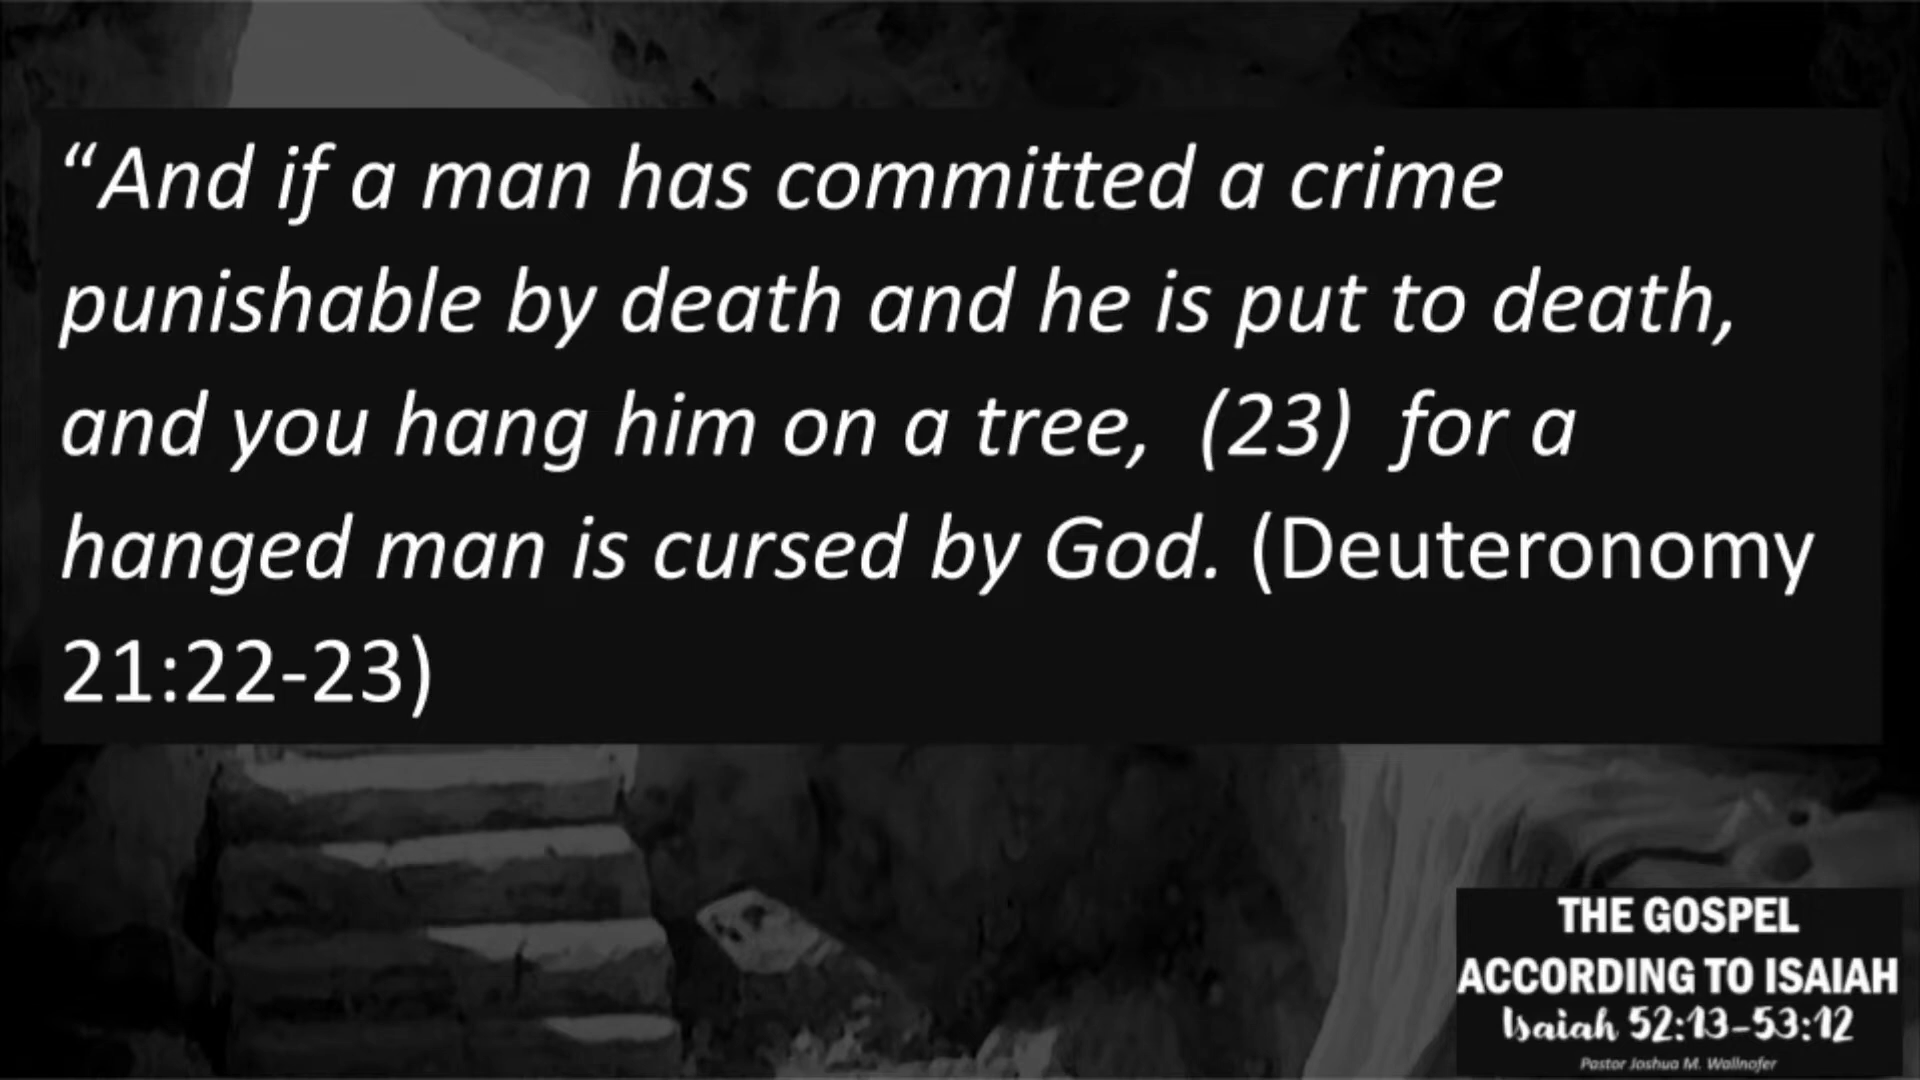 “And if a man has committed a crime
punishable by death and he is put to death,
and you hang him on a tree, (23) for a
hanged man is cursed by God. (Deuteronomy
21:22-23)
THE GOSPEL
ACCORDING TO ISAIAH
Isaiah 52:13-53:12
Pastor Joshua M. Wallnofer